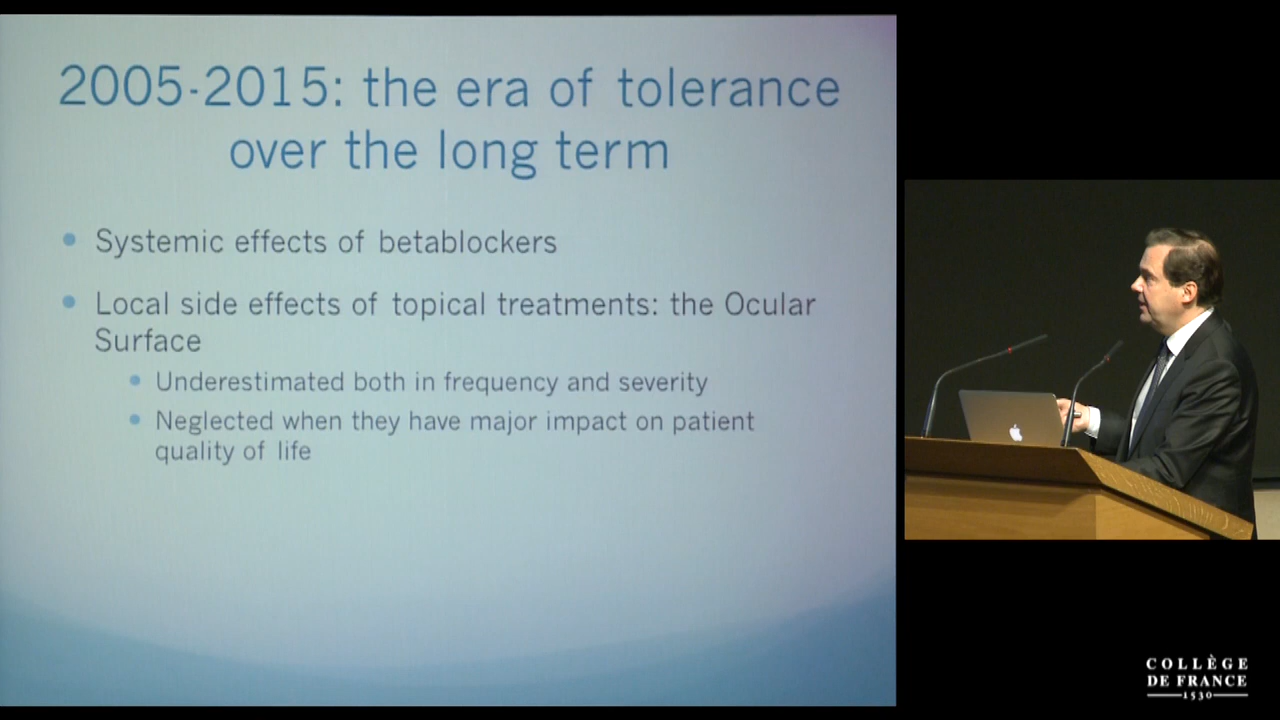 2005-2015: the era of tolerance
over the long term
Systemic effects of betablockers
Local side effects of topical treatments: the Ocular
Surface
Underestimated both in frequency and severity
Neglected when they have major impact on patient
quality of life
COLLÈGE
DE FRANCE
1530